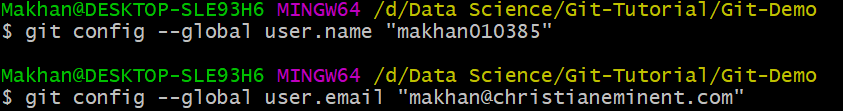 Makhan@DESKTOP-SLE93H6 MINGW64 /d/Data Science/Git-Tutorial/Git-Demo
$ git config --global user.name "makhan010385"
Makhan@DESKTOP-SLE93H6 MINGW64 /d/Data Science/Git-Tutorial/Git-Demo
$ git config --global user.email "makhan@christianeminent.com"